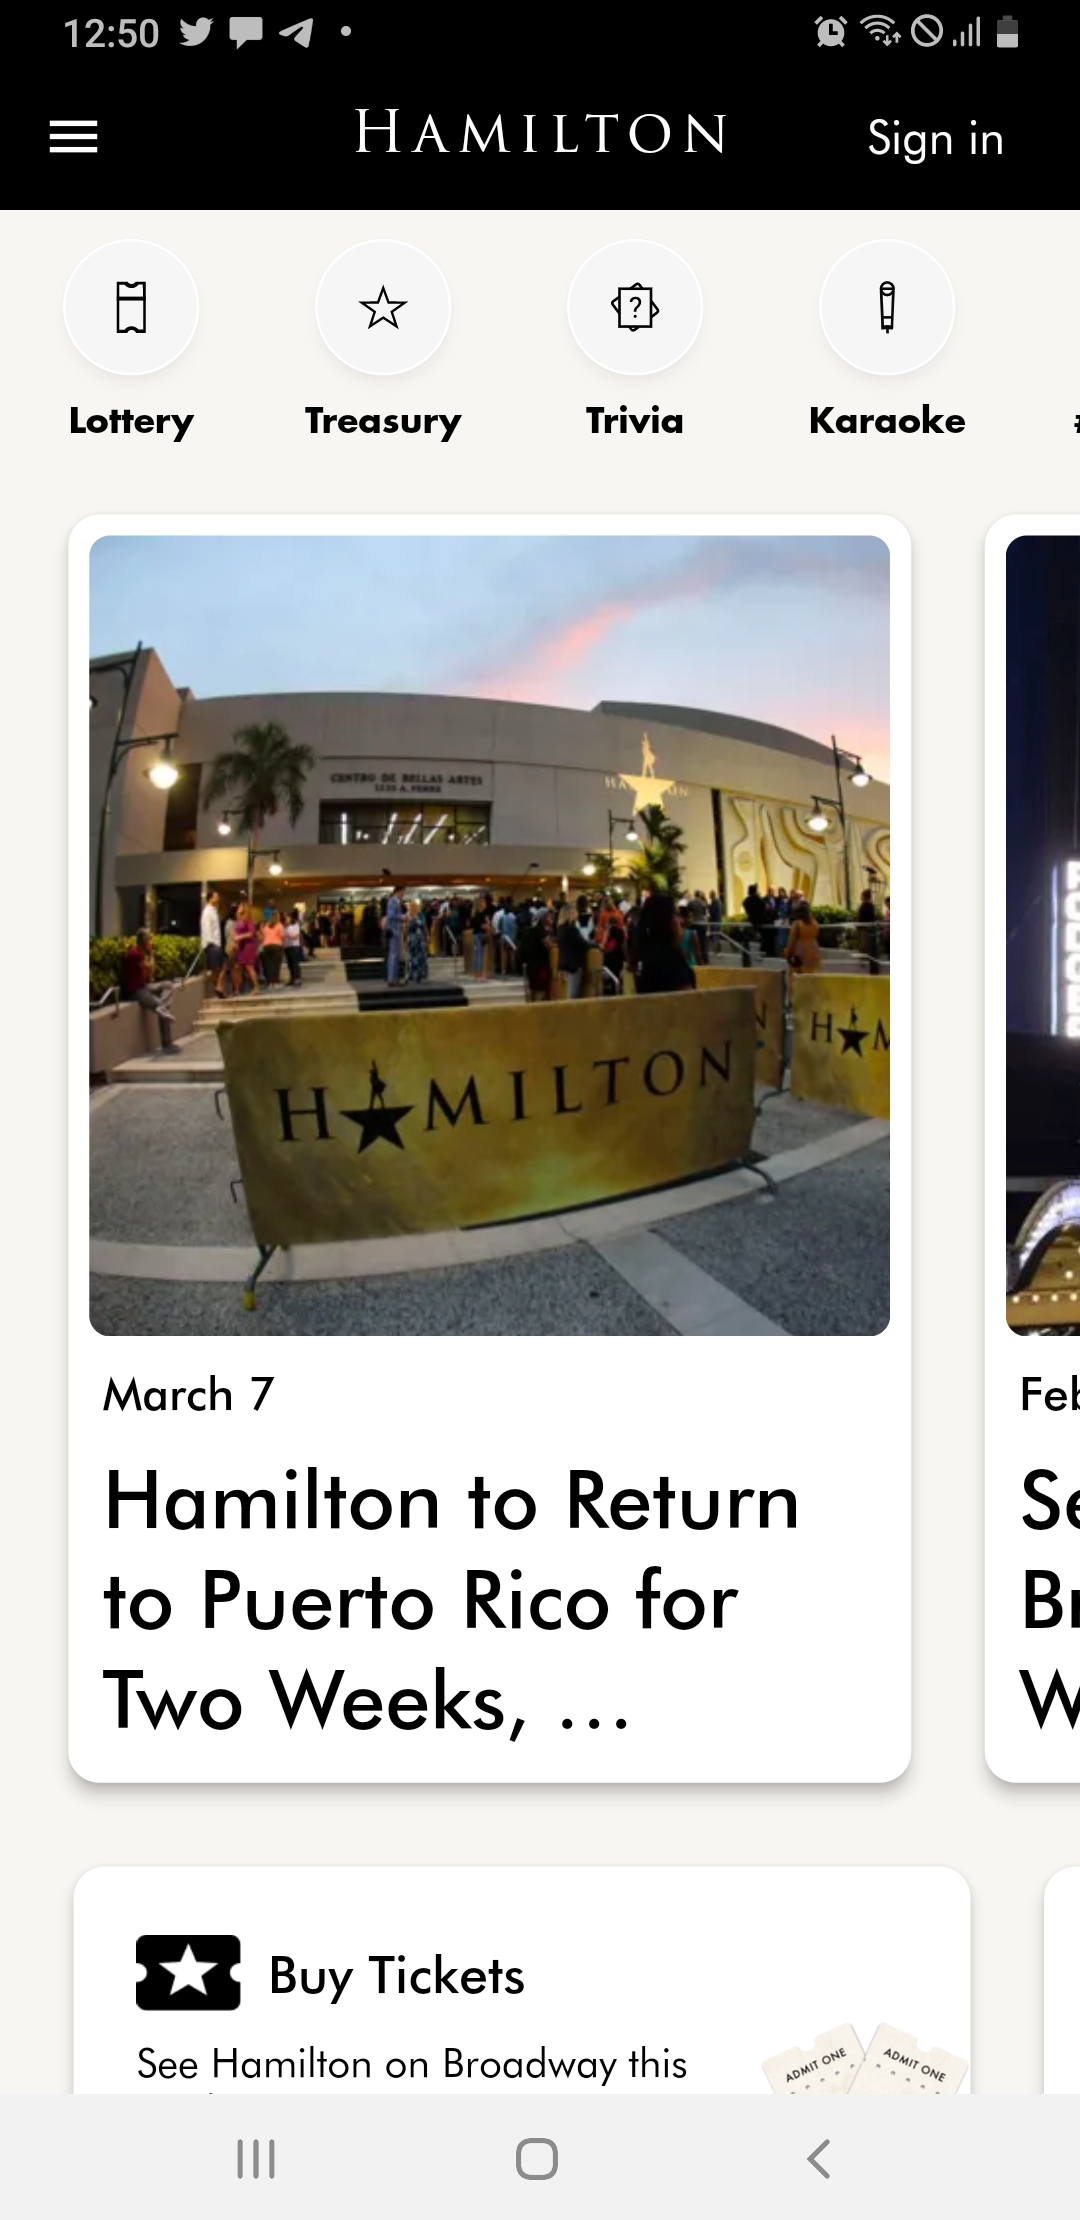 12:50
HAMILTON
Sign in
?
Lottery
Treasury
Trivia
Karaoke
CENTRO DE BELLAS ARTES
HAMILTON
March 7
Hamilton to Return
to Puerto Rico for
Two Weeks, ...
Feb
Se
Br
W
Buy Tickets
See Hamilton on Broadway this
ADMIT ONE
ADMIT ONE